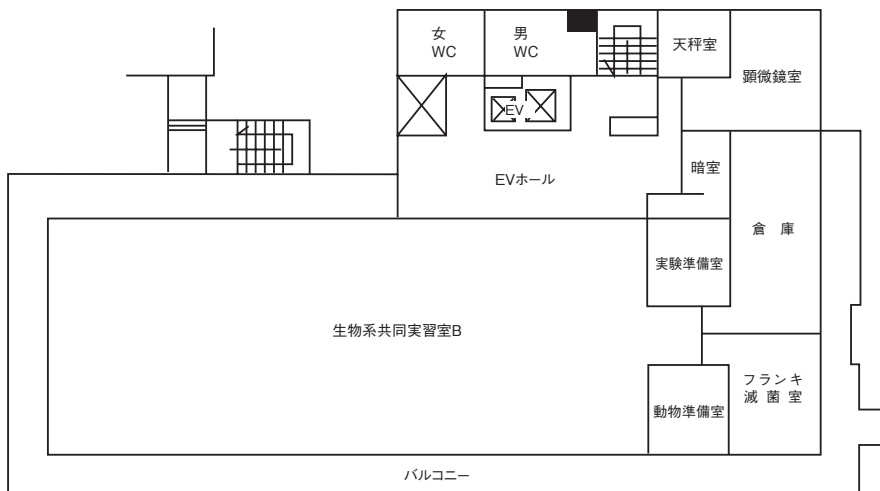 女
WC
男
WC
天秤室
顕微鏡室
EV
EVホール
暗室
倉 庫
実験準備室
生物系共同実習室B
フランキ
滅 菌 室
動物準備室
バルコニー